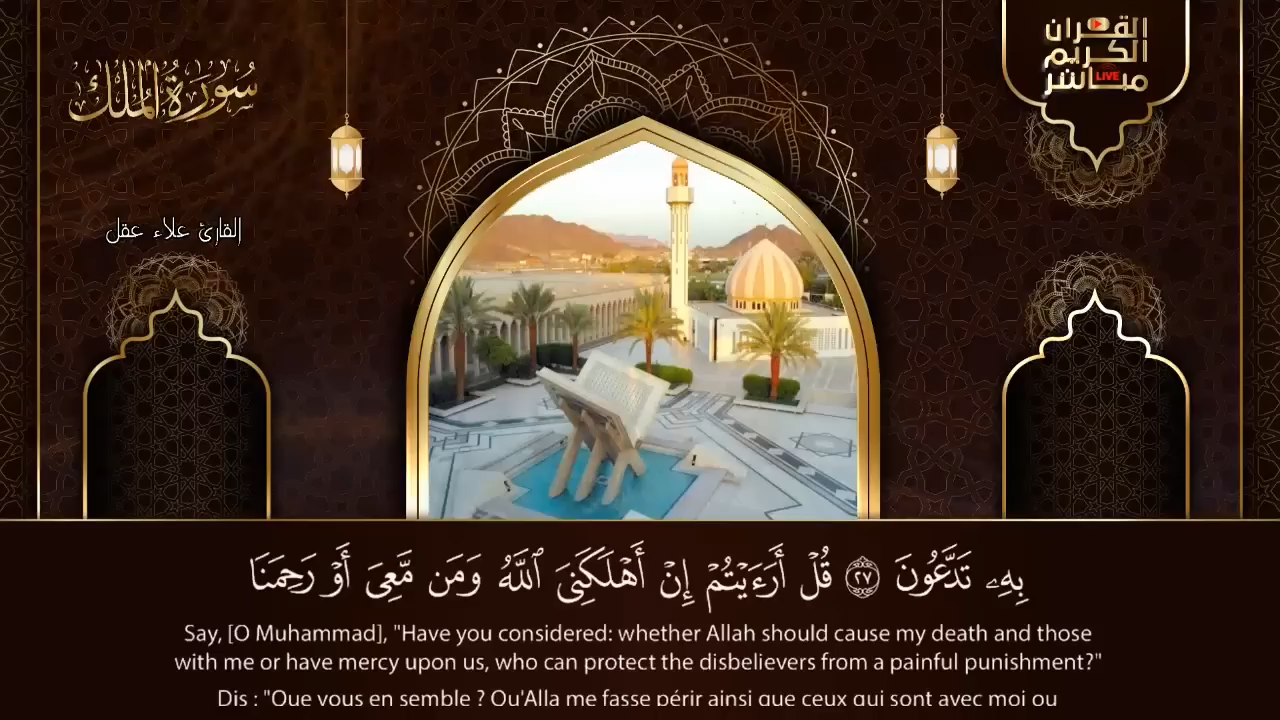 سُورَةُ المُلْكِ
القرآن
الكريم
مباشر
LIVE
القارئ علاء عقل
بِهِۦ تَدَّعُونَ ٢٧ قُلْ أَرَءَيْتُمْ إِنْ أَهْلَكَنِىَ ٱللَّهُ وَمَن مَّعِىَ أَوْ رَحِمَنَا
Say, [O Muhammad], "Have you considered: whether Allah should cause my death and those
with me or have mercy upon us, who can protect the disbelievers from a painful punishment?"
Dis : "Que vous en semble ? Qu'Alla me fasse périr ainsi que ceux qui sont avec moi ou